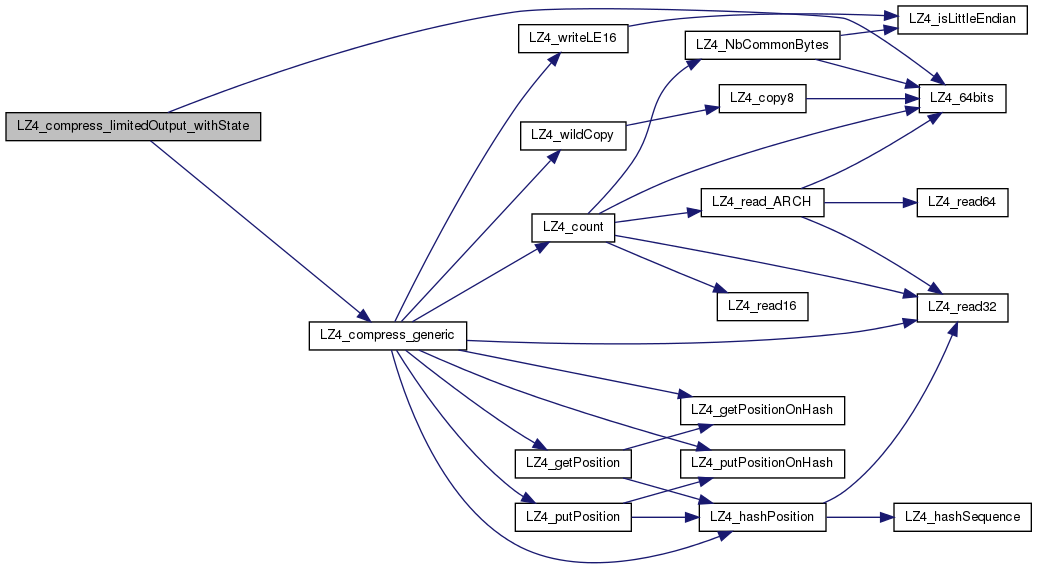 LZ4_isLittleEndian
LZ4_writeLE16
LZ4_NbCommonBytes
LZ4_copy8
LZ4_64bits
LZ4_compress_limitedOutput_withState
LZ4_wildCopy
LZ4_read_ARCH
LZ4_read64
LZ4_count
LZ4_read16
LZ4_read32
LZ4_compress_generic
LZ4_getPositionOnHash
LZ4_getPosition
LZ4_putPositionOnHash
LZ4_putPosition
LZ4_hashPosition
LZ4_hashSequence